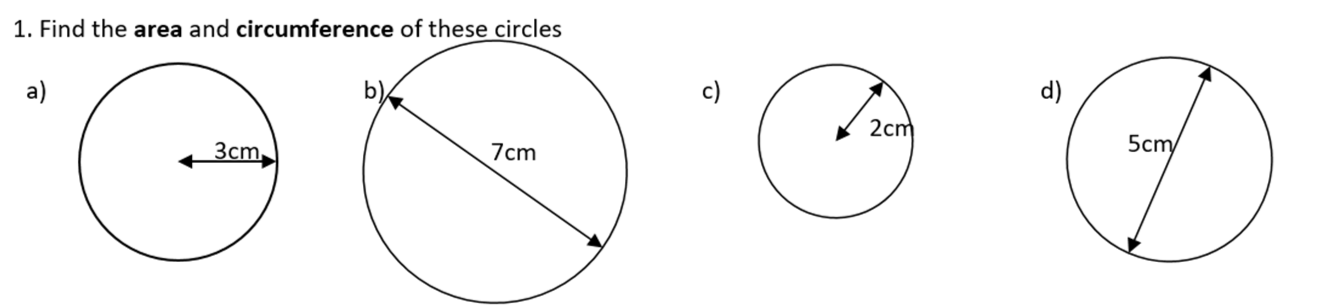 1. Find the area and circumference of these circles
a)
3cm
b)
7cm
c)
2cm
d)
5cm